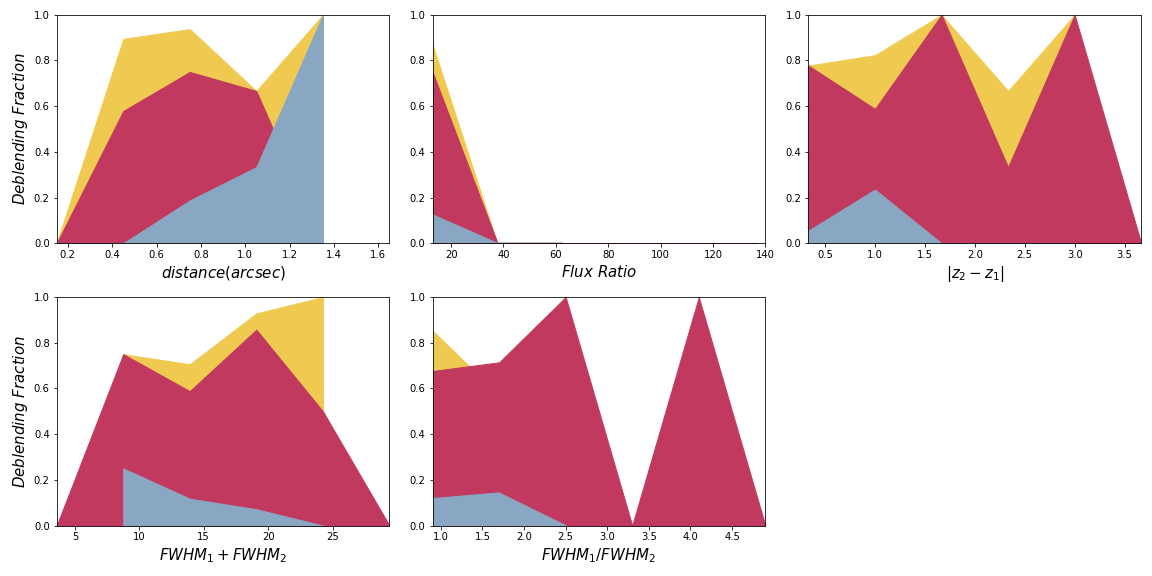 Deblending Fraction
1.0
0.8
0.6
0.4
0.2
0.0
0.2 0.4 0.6 0.8 1.0 1.2 1.4 1.6
distance(arcsec)
1.0
0.8
0.6
0.4
0.2
0.0
20 40 60 80 100 120 140
Flux Ratio
1.0
0.8
0.6
0.4
0.2
0.0
0.5 1.0 1.5 2.0 2.5 3.0 3.5
|z₂ − z₁|
Deblending Fraction
1.0
0.8
0.6
0.4
0.2
0.0
5 10 15 20 25
FWHM₁ + FWHM₂
1.0
0.8
0.6
0.4
0.2
0.0
1.0 1.5 2.0 2.5 3.0 3.5 4.0 4.5
FWHM₁/FWHM₂